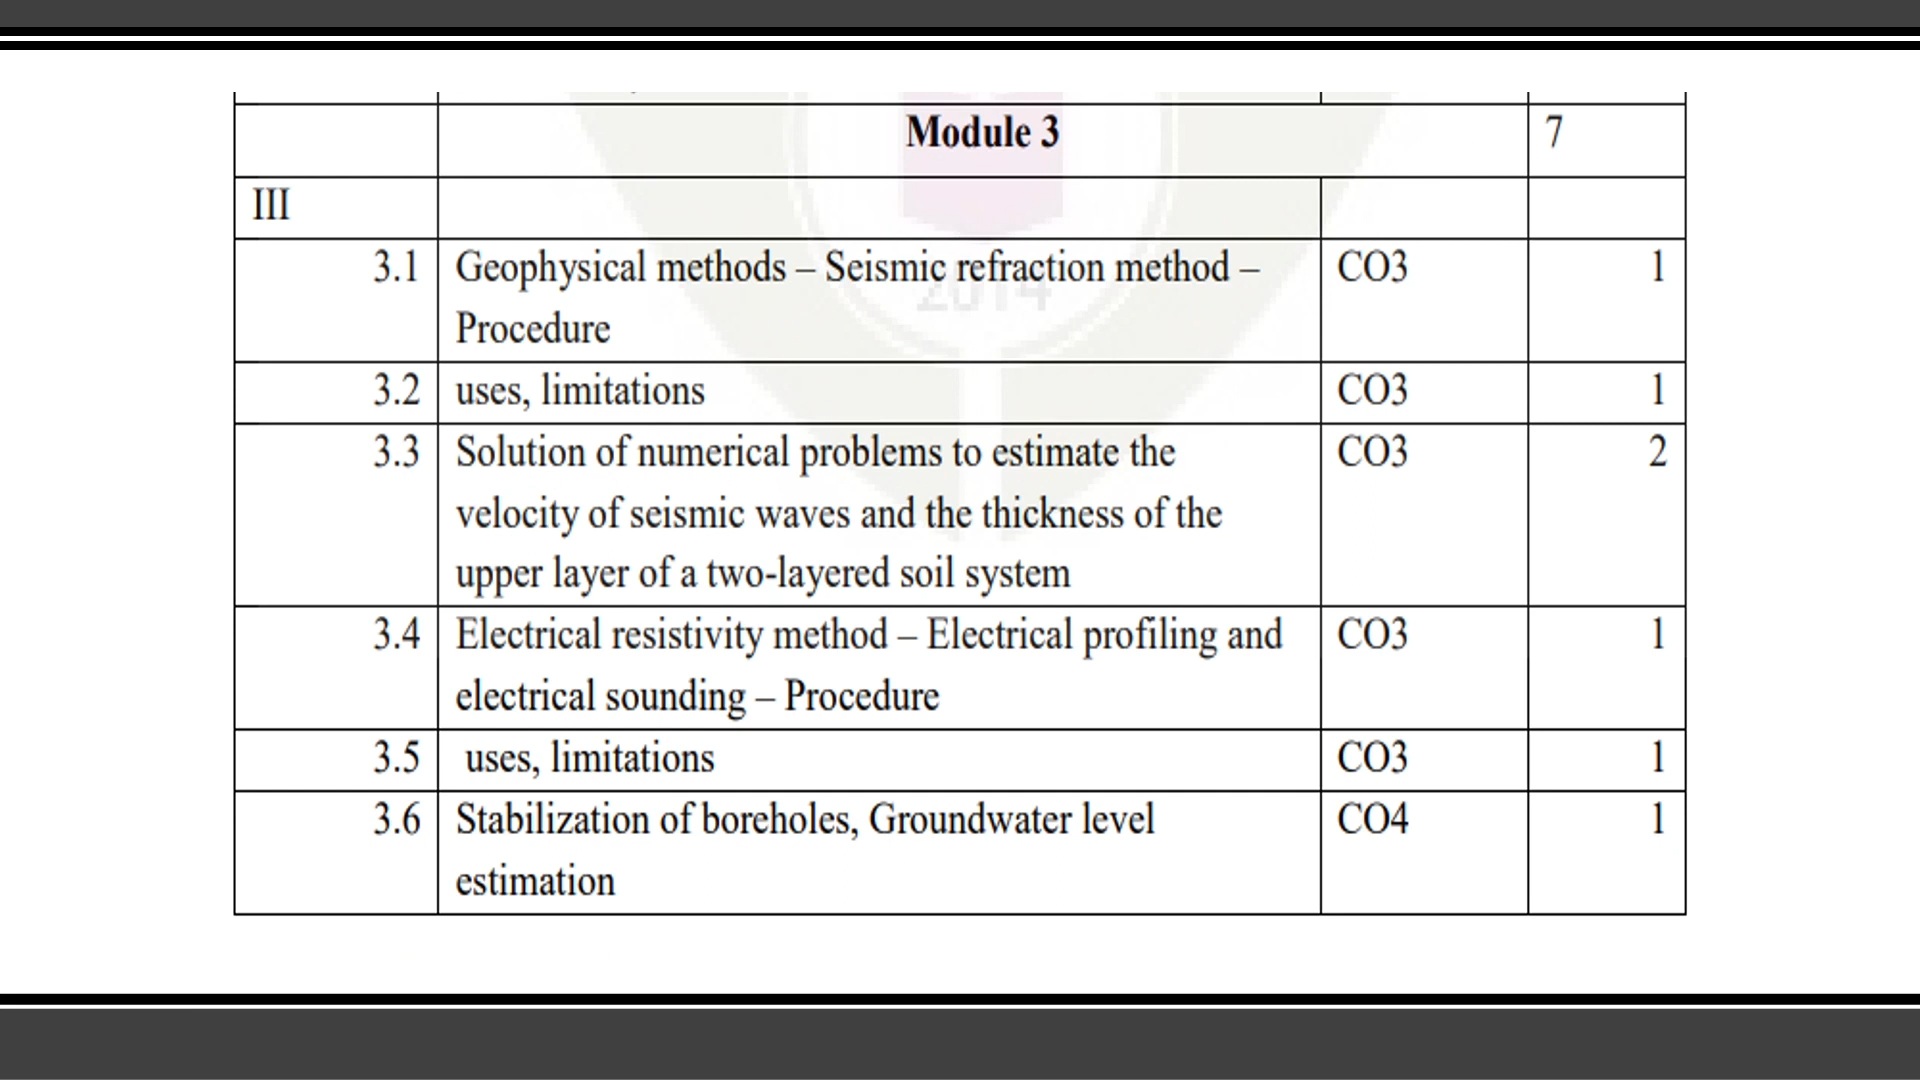 Module 3 7
III
3.1 Geophysical methods – Seismic refraction method – CO3 1
Procedure
3.2 uses, limitations CO3 1
3.3 Solution of numerical problems to estimate the CO3 2
velocity of seismic waves and the thickness of the
upper layer of a two-layered soil system
3.4 Electrical resistivity method – Electrical profiling and CO3 1
electrical sounding – Procedure
3.5 uses, limitations CO3 1
3.6 Stabilization of boreholes, Groundwater level CO4 1
estimation
2014